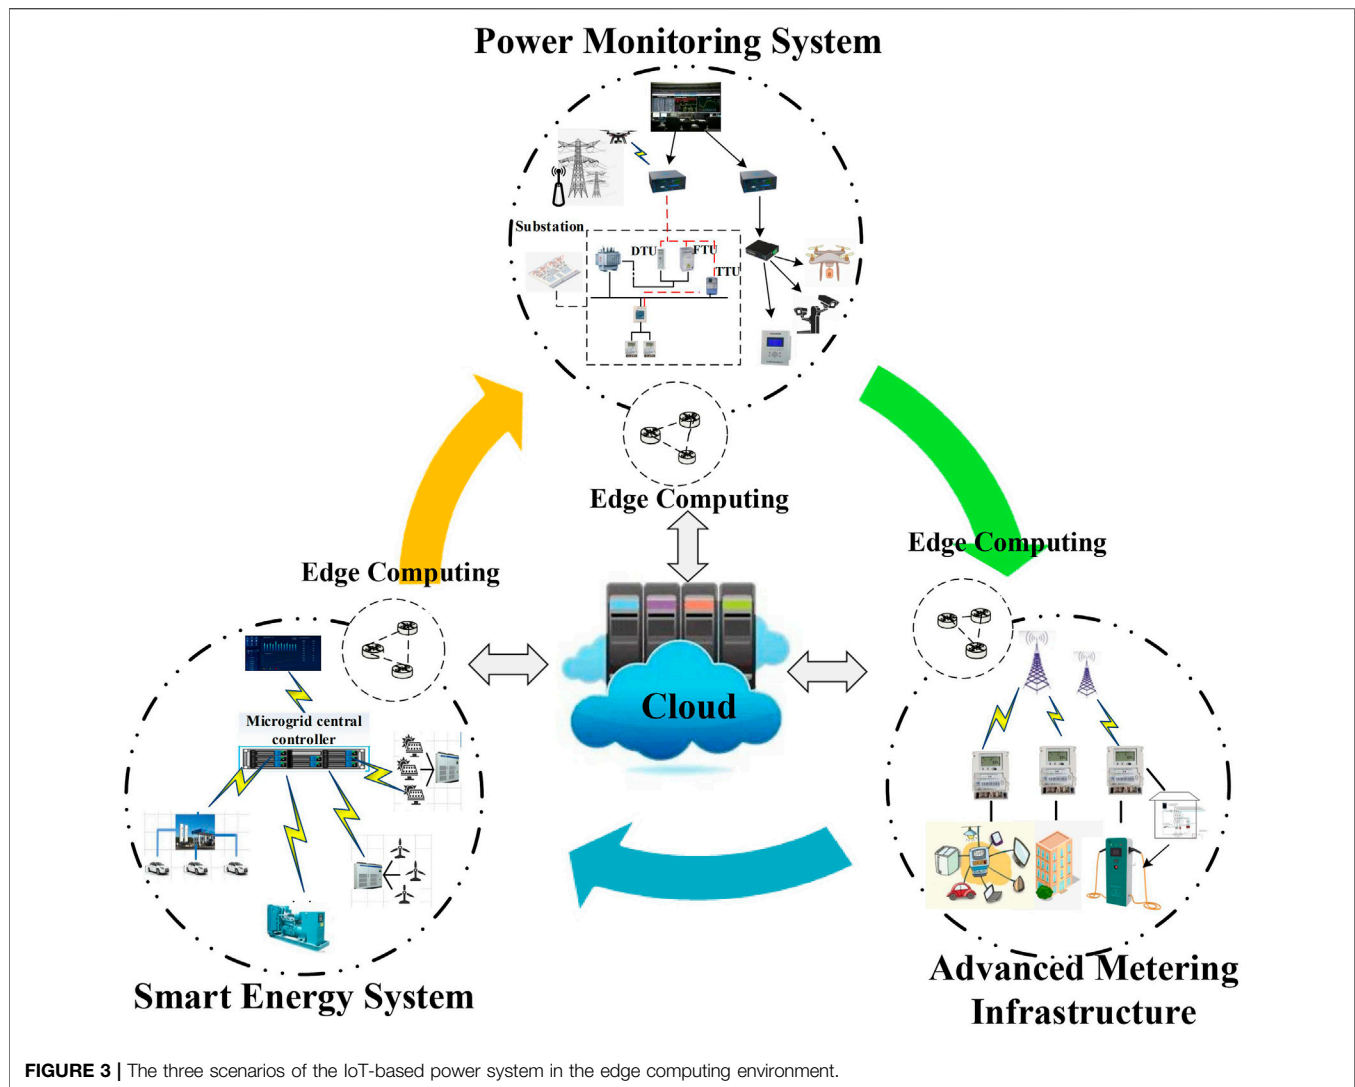 Power Monitoring System
Substation
DTU
FTU
TTU
Edge Computing
Edge Computing
Edge Computing
Cloud
Microgrid central
controller
Smart Energy System
Advanced Metering
Infrastructure
FIGURE 3 | The three scenarios of the IoT-based power system in the edge computing environment.